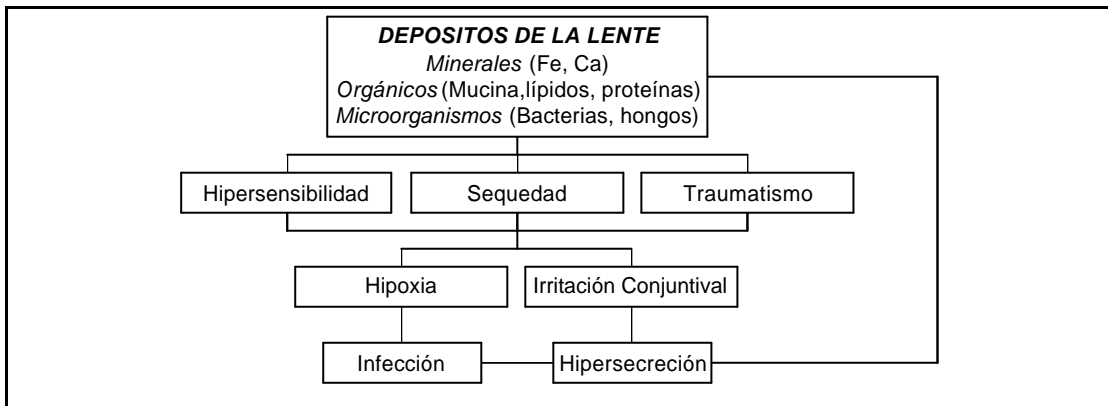 DEPOSITOS DE LA LENTE
Minerales (Fe, Ca)
Orgánicos (Mucina,lípidos, proteínas)
Microorganismos (Bacterias, hongos)
Hipersensibilidad
Sequedad
Traumatismo
Hipoxia
Irritación Conjuntival
Infección
Hipersecreción